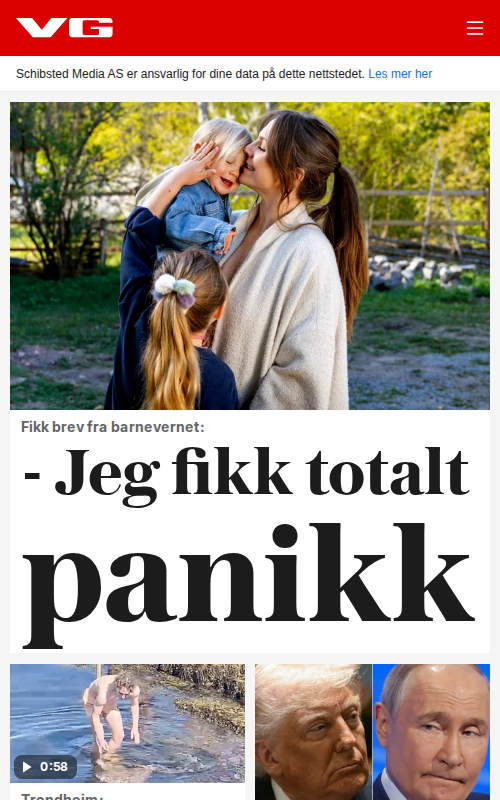 VG
Schibsted Media AS er ansvarlig for dine data på dette nettstedet. Les mer her
Fikk brev fra barnevernet:
- Jeg fikk totalt
panikk
0:58
Trondheim: